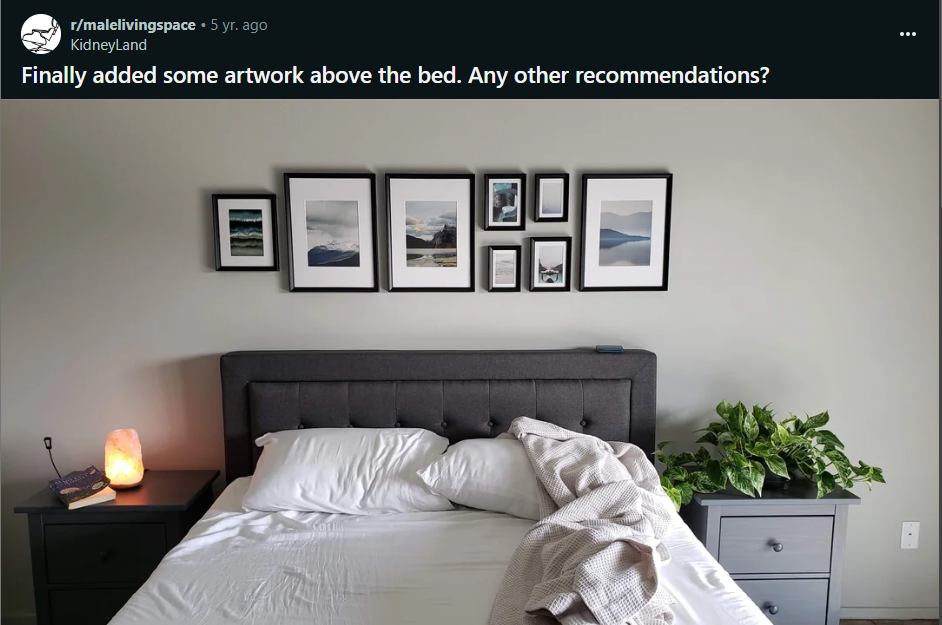 r/malelivingspace • 5 yr. ago
KidneyLand
Finally added some artwork above the bed. Any other recommendations?